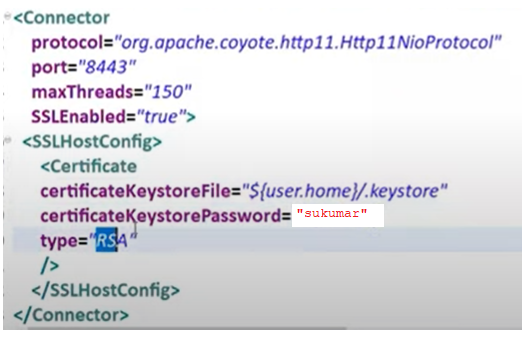 <Connector
protocol="org.apache.coyote.http11.Http11NioProtocol"
port="8443"
maxThreads="150"
SSLEnabled="true">
<SSLHostConfig>
<Certificate
certificateKeystoreFile="${user.home}/.keystore"
certificateKeystorePassword="sukumar"
type="RSA"
/>
</SSLHostConfig>
</Connector>